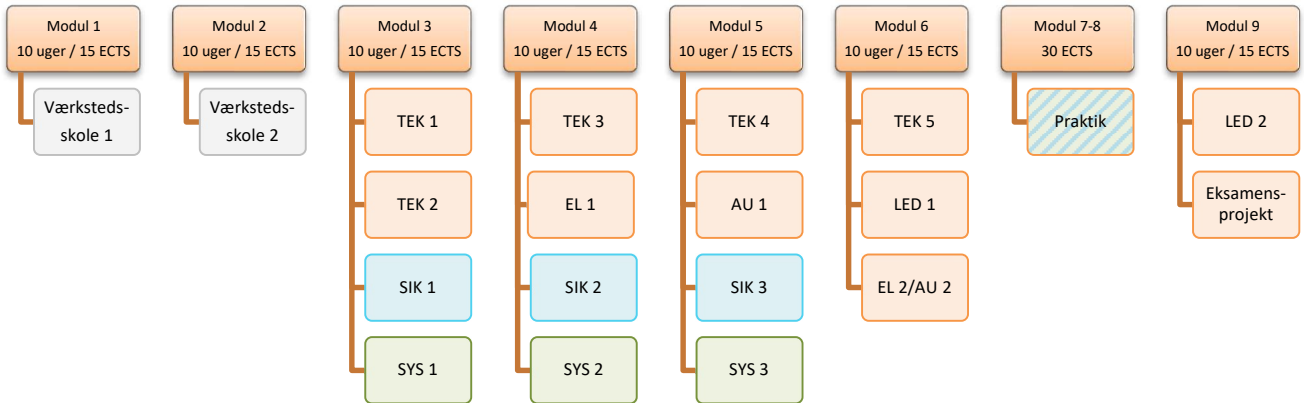 Modul 1
10 uger / 15 ECTS
Værksteds-
skole 1
Modul 2
10 uger / 15 ECTS
Værksteds-
skole 2
Modul 3
10 uger / 15 ECTS
TEK 1
TEK 2
SIK 1
SYS 1
Modul 4
10 uger / 15 ECTS
TEK 3
EL 1
SIK 2
SYS 2
Modul 5
10 uger / 15 ECTS
TEK 4
AU 1
SIK 3
SYS 3
Modul 6
10 uger / 15 ECTS
TEK 5
LED 1
EL 2/AU 2
Modul 7-8
30 ECTS
Praktik
Modul 9
10 uger / 15 ECTS
LED 2
Eksamens-
projekt